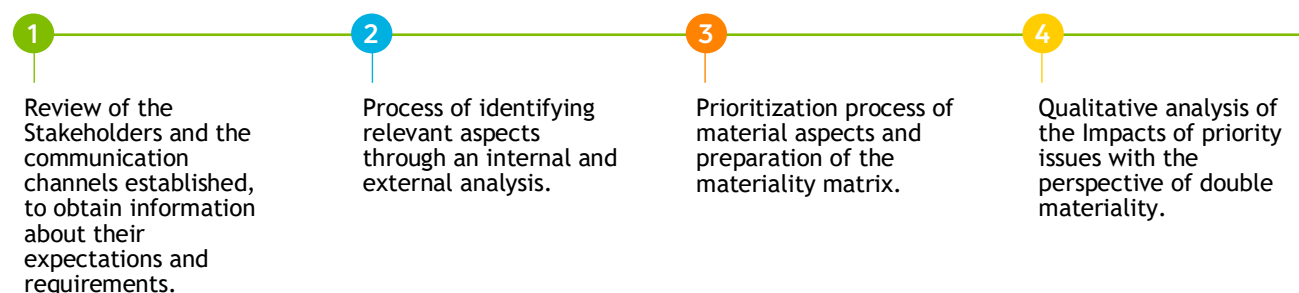 1
Review of the
Stakeholders and the
communication
channels established,
to obtain information
about their
expectations and
requirements.
2
Process of identifying
relevant aspects
through an internal and
external analysis.
3
Prioritization process of
material aspects and
preparation of the
materiality matrix.
4
Qualitative analysis of
the Impacts of priority
issues with the
perspective of double
materiality.